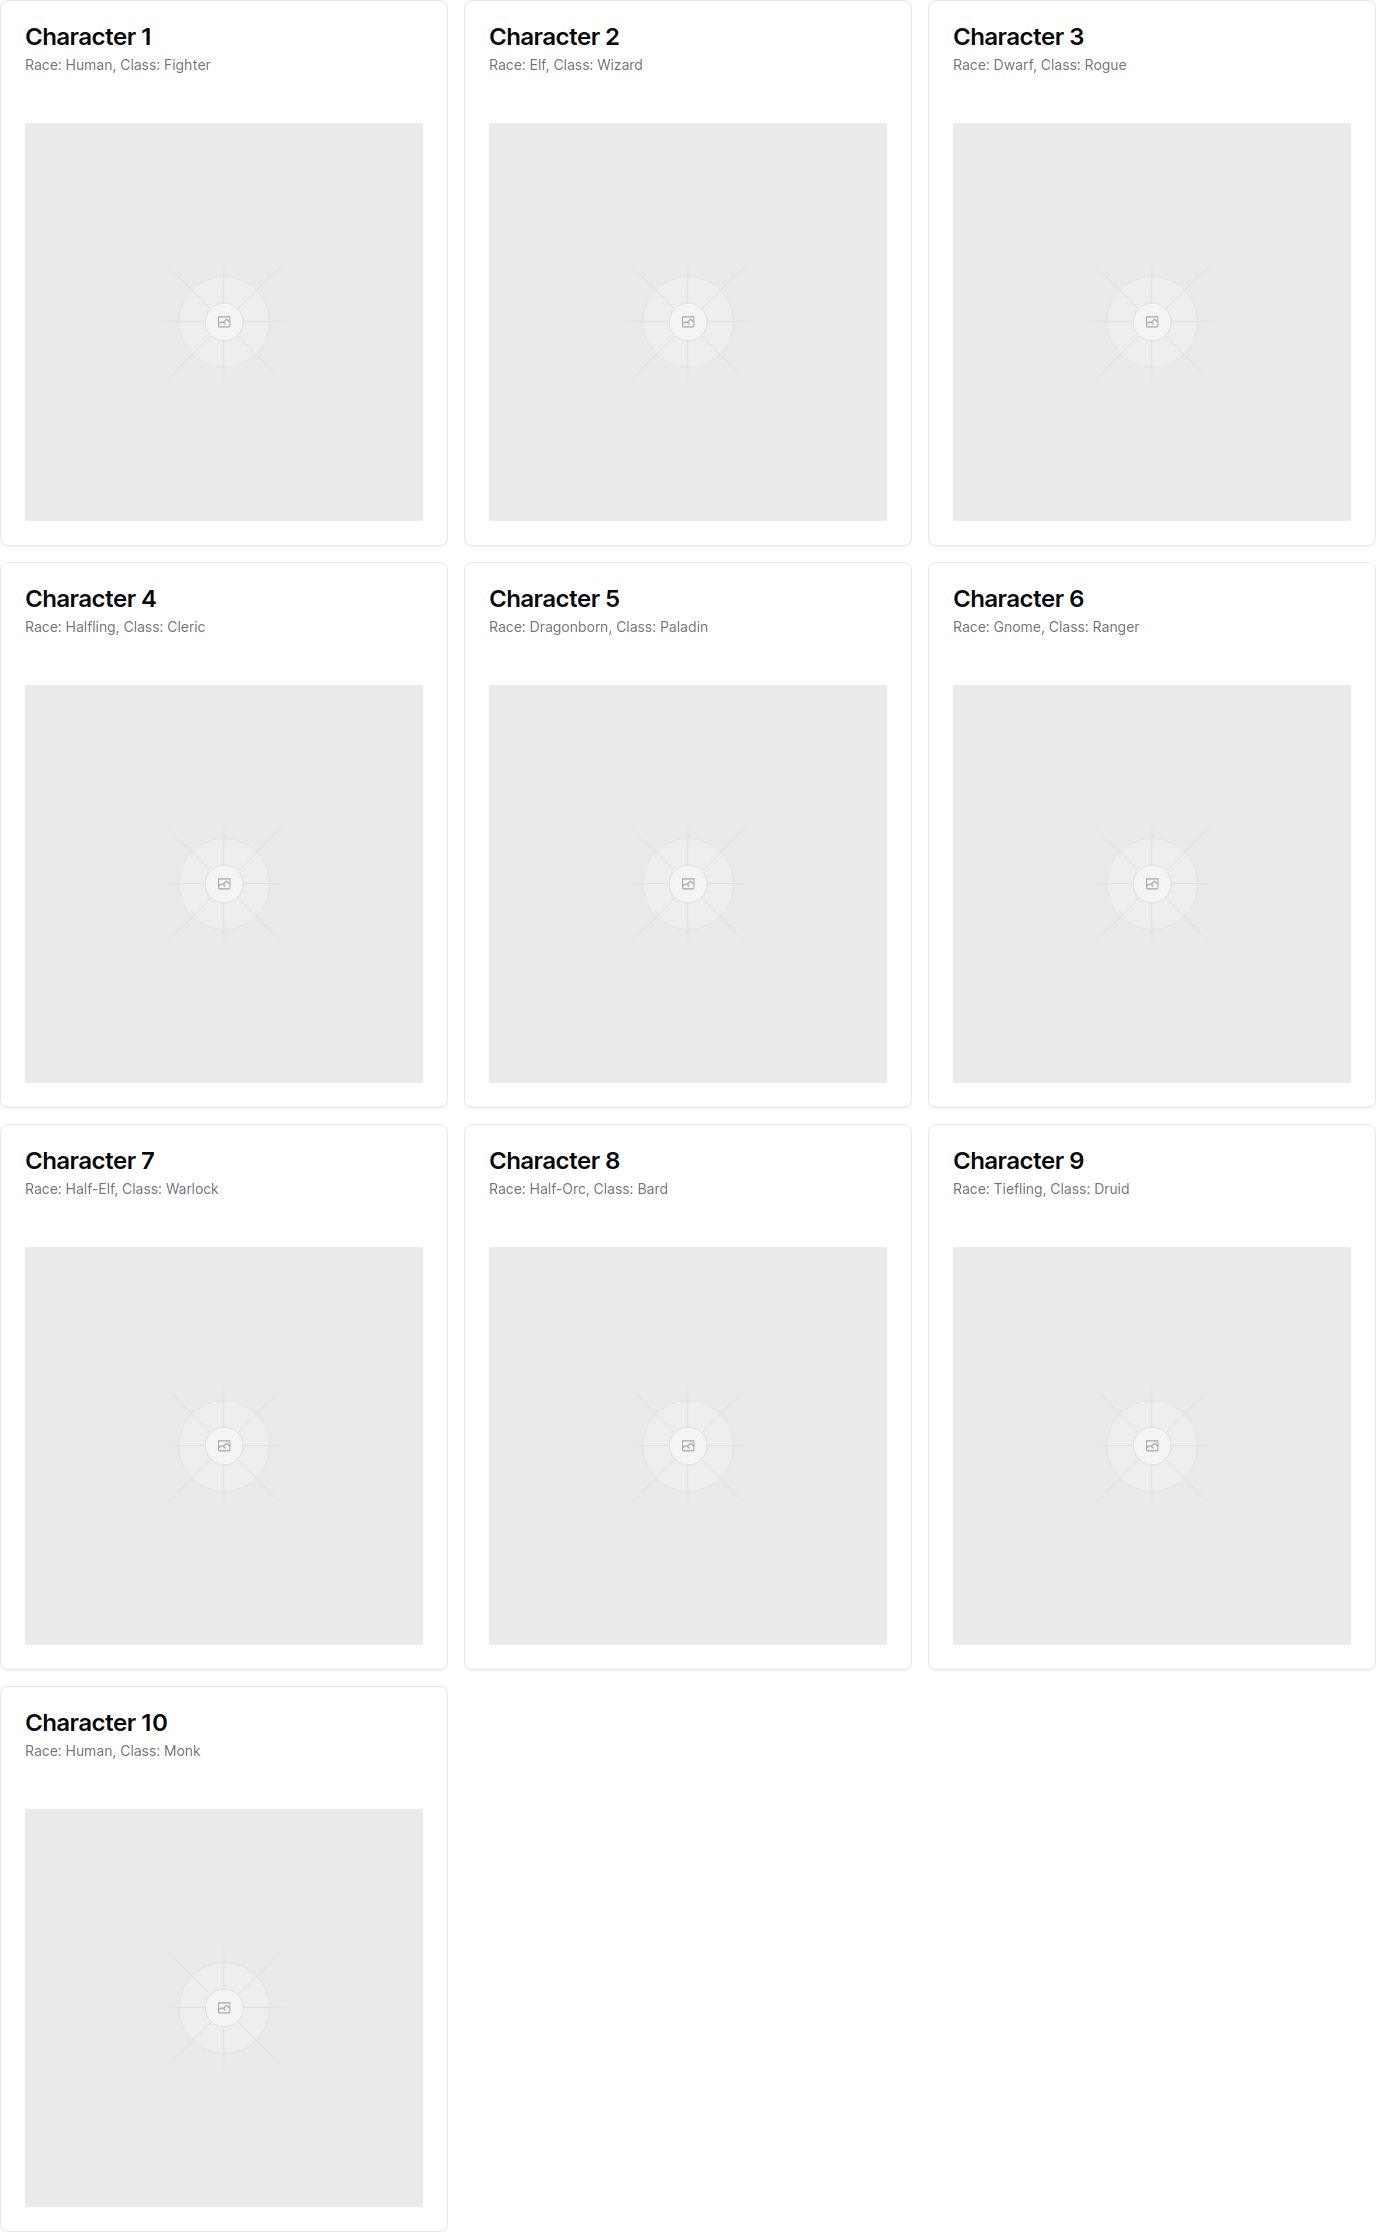 Character 1
Race: Human, Class: Fighter
Character 2
Race: Elf, Class: Wizard
Character 3
Race: Dwarf, Class: Rogue
Character 4
Race: Halfling, Class: Cleric
Character 5
Race: Dragonborn, Class: Paladin
Character 6
Race: Gnome, Class: Ranger
Character 7
Race: Half-Elf, Class: Warlock
Character 8
Race: Half-Orc, Class: Bard
Character 9
Race: Tiefling, Class: Druid
Character 10
Race: Human, Class: Monk